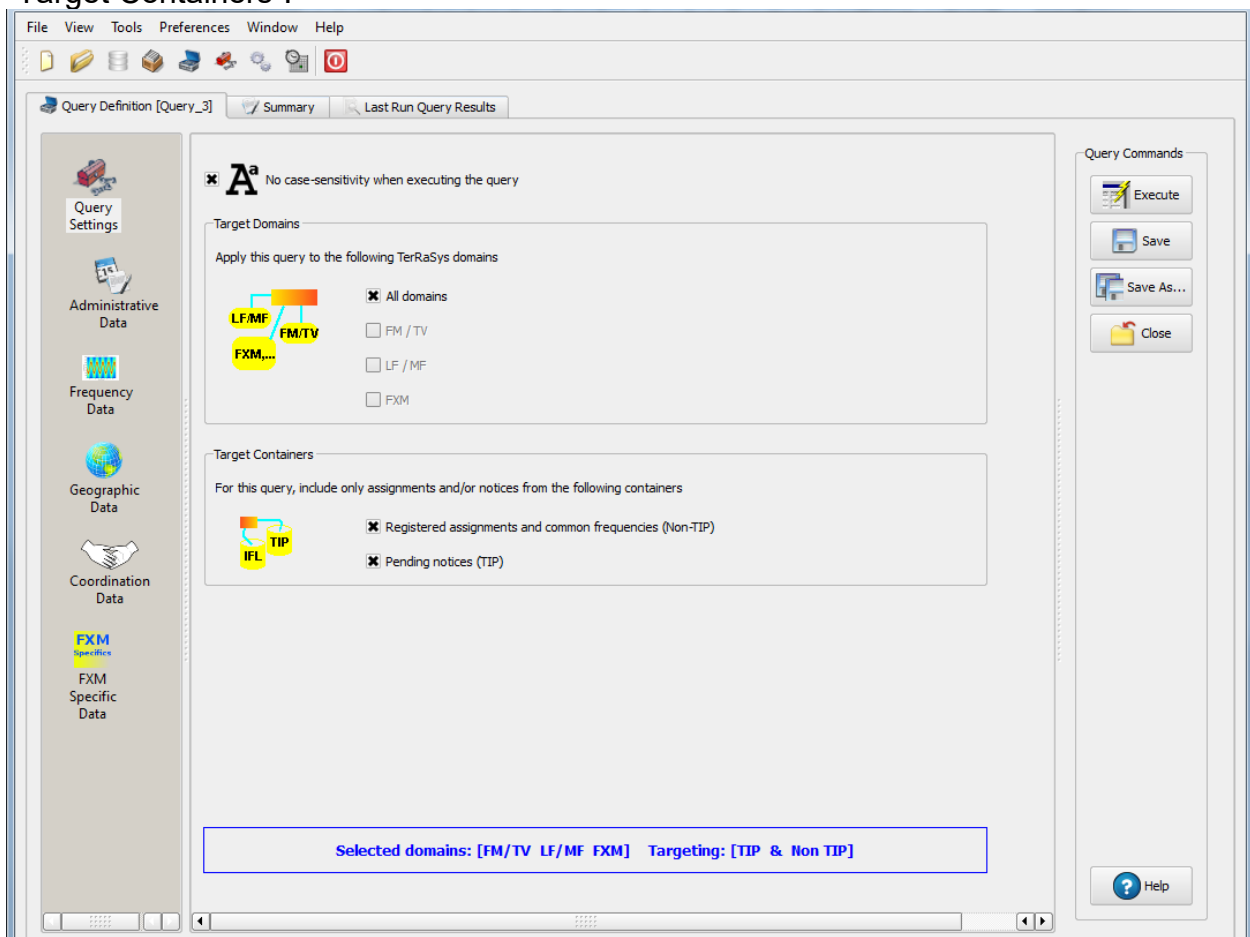 Target Containers :
File View Tools Preferences Window Help
Query Definition [Query_3] Summary Last Run Query Results
Query
Settings
Administrative
Data
Frequency
Data
Geographic
Data
Coordination
Data
FXM
Specifics
FXM
Specific
Data
Aa No case-sensitivity when executing the query
Target Domains
Apply this query to the following TerRaSys domains
LF/MF
FM/TV
FXM,...
All domains
FM / TV
LF / MF
FXM
Target Containers
For this query, include only assignments and/or notices from the following containers
TIP
IFL
Registered assignments and common frequencies (Non-TIP)
Pending notices (TIP)
Selected domains: [FM/TV LF/MF FXM] Targeting: [TIP & Non TIP]
Query Commands
Execute
Save
Save As...
Close
? Help